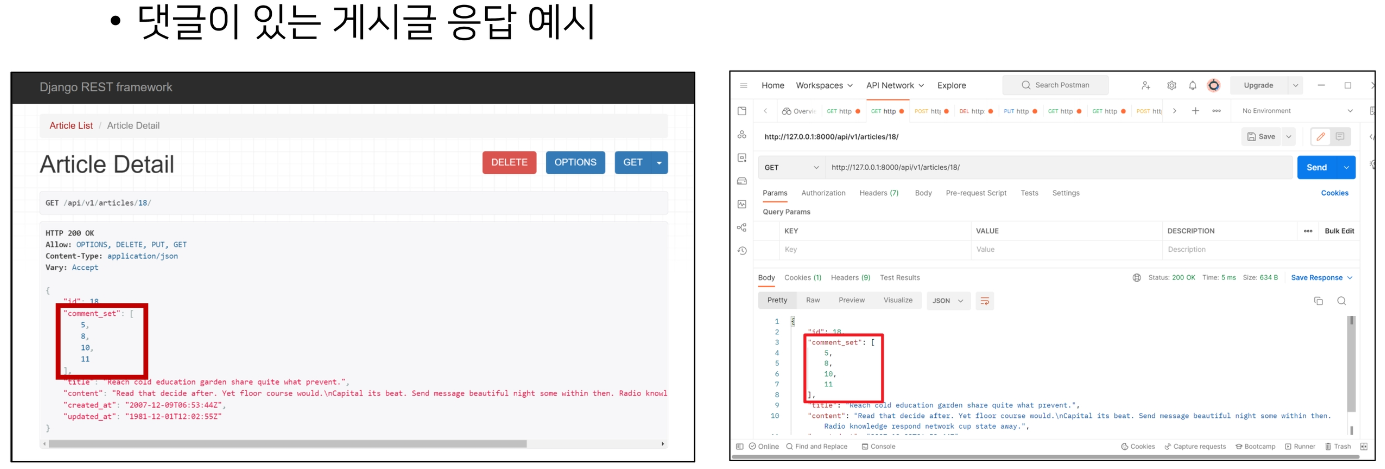 • 댓글이 있는 게시글 응답 예시
Django REST framework
Article List / Article Detail
Article Detail
DELETE
OPTIONS
GET
GET /api/v1/articles/18/
HTTP 200 OK
Allow: OPTIONS, DELETE, PUT, GET
Content-Type: application/json
Vary: Accept
{
"id": 18,
"comment_set": [
5,
8,
10,
11
],
"title": "Reach cold education garden share quite what prevent.",
"content": "Read that decide after. Yet floor course would.\nCapital its beat. Send message beautiful night some within then. Radio knowl
"created_at": "2007-12-09T06:53:44Z",
"updated_at": "1981-12-01T12:02:55Z"
}
Home Workspaces API Network Explore Search Postman Upgrade
Overvi GET http GET http POST http DEL http PUT http GET http GET http POST htt No Environment
http://127.0.0.1:8000/api/v1/articles/18/ Save
GET http://127.0.0.1:8000/api/v1/articles/18/ Send
Params Authorization Headers (7) Body Pre-request Script Tests Settings Cookies
Query Params
KEY VALUE DESCRIPTION Bulk Edit
Key Value Description
Body Cookies (1) Headers (9) Test Results Status: 200 OK Time: 5 ms Size: 634 B Save Response
Pretty Raw Preview Visualize JSON
1 {
2 "id": 18,
3 "comment_set": [
4 5,
5 8,
6 10,
7 11
8 ],
9 "title": "Reach cold education garden share quite what prevent.",
10 "content": "Read that decide after. Yet floor course would.\nCapital its beat. Send message beautiful night some within then.
Radio knowledge respond network cup state away.",
Online Find and Replace Console Cookies Capture requests Bootcamp Runner Trash